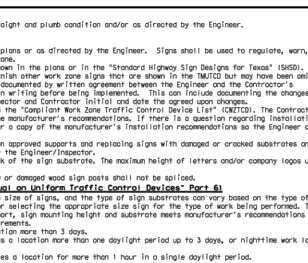 raight and plumb condition and/or as directed by the Engineer.
plans or as directed by the Engineer. Signs shall be used to regulate, warn,
one.
own in the plans or in the "Standard Highway Sign Designs for Texas" (SHSD).
rnish other work zone signs that are shown in the TMUTCD but may have been omi
documented by written agreement between the Engineer and the Contractor's
n writing before being implemented. This can include documenting the changes
pector and Contractor initial and date the agreed upon changes.
n the "Compliant Work Zone Traffic Control Device List" (CWZTCD). The Contract
e manufacturer's recommendations. If there is a question regarding installati
r a copy of the manufacturer's installation recommendations so the Engineer c
n approved supports and replacing signs with damaged or cracked substrates an
the Engineer/Inspector.
ck of the sign substrate. The maximum height of letters and/or company logos u
or damaged wood sign posts shall not be spliced.
ual on Uniform Traffic Control Devices" Part 6)
size of signs, and the type of sign substrates can vary based on the type of
r selecting the appropriate size sign for the type of work being performed. T
ort, sign mounting height and substrate meets manufacturer's recommendations
rements.
ation more than 3 days.
s a location more than one daylight period up to 3 days, or nighttime work l
es a location for more than 1 hour in a single daylight period.